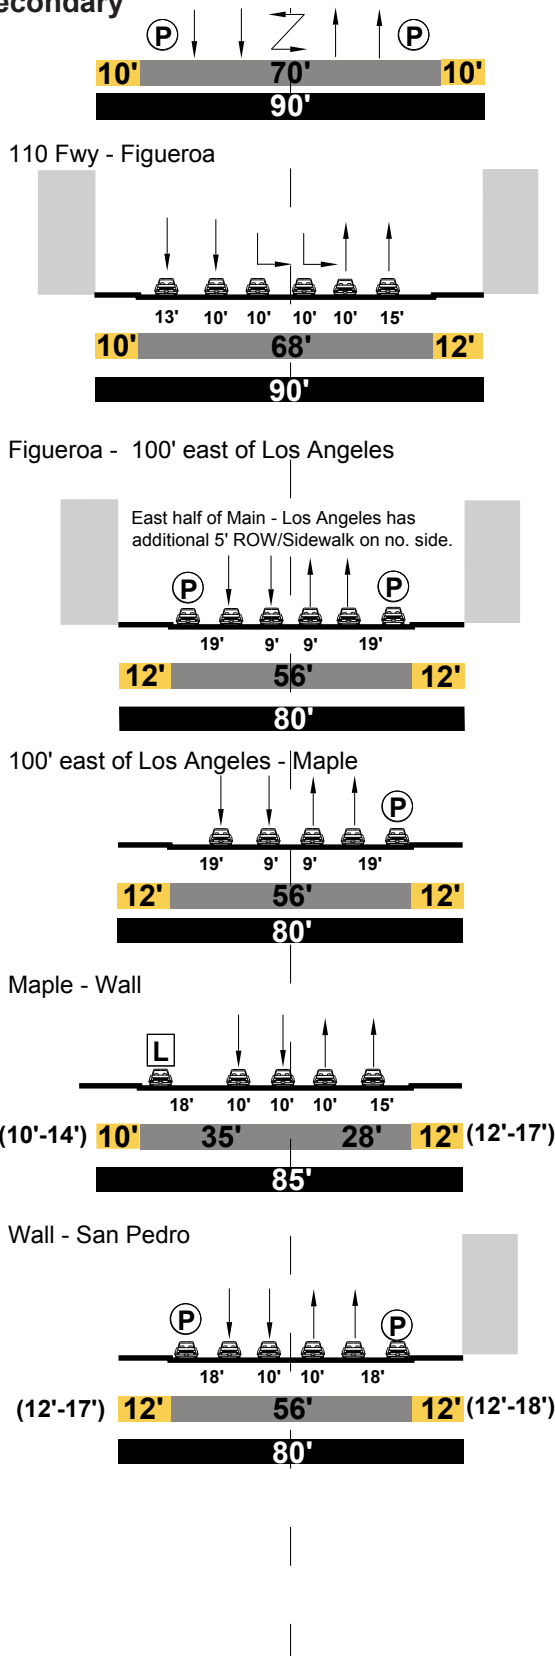 econdary
P P
10' 70' 10'
90'
110 Fwy - Figueroa
13' 10' 10' 10' 10' 15'
10' 68' 12'
90'
Figueroa - 100' east of Los Angeles
East half of Main - Los Angeles has
additional 5' ROW/Sidewalk on no. side.
P P
19' 9' 9' 19'
12' 56' 12'
80'
100' east of Los Angeles - Maple
P
19' 9' 9' 19'
12' 56' 12'
80'
Maple - Wall
L
18' 10' 10' 10' 15'
(10'-14') 10' 35' 28' 12' (12'-17')
85'
Wall - San Pedro
P P
18' 10' 10' 18'
(12'-17') 12' 56' 12' (12'-18')
80'